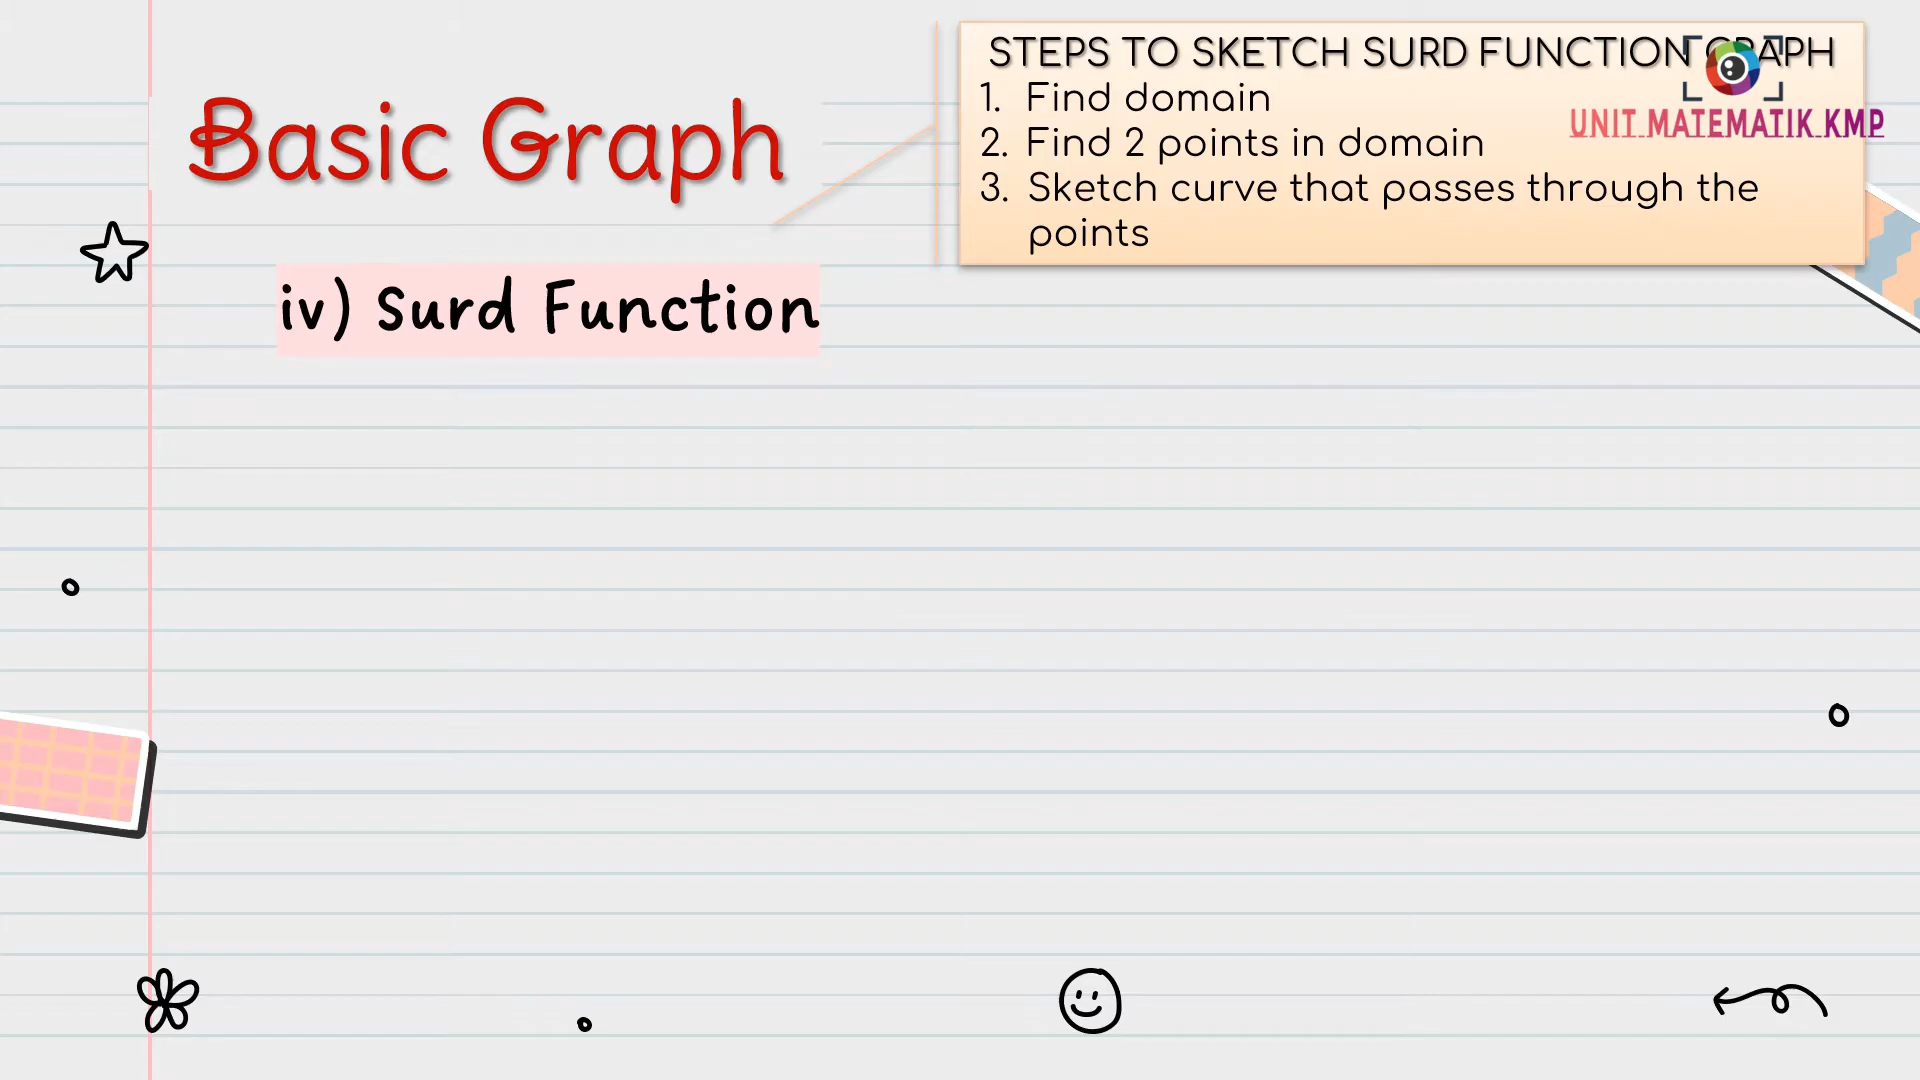 STEPS TO SKETCH SURD FUNCTION GRAPH
1. Find domain
2. Find 2 points in domain
3. Sketch curve that passes through the
points
UNIT MATEMATIK KMP
Basic Graph
iv) Surd Function